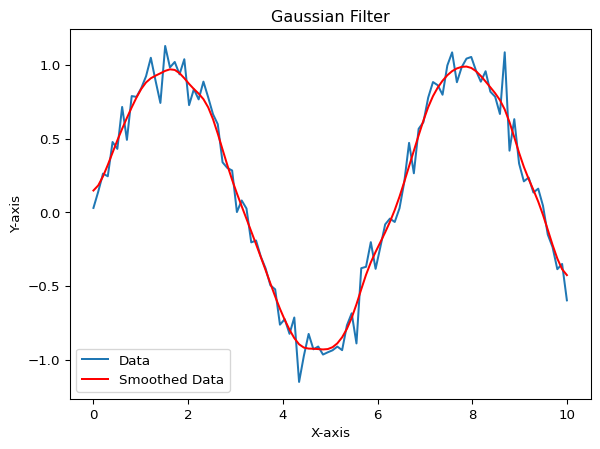 Gaussian Filter
1.0
0.5
0.0
−0.5
−1.0
Y-axis
Data
Smoothed Data
0 2 4 6 8 10
X-axis